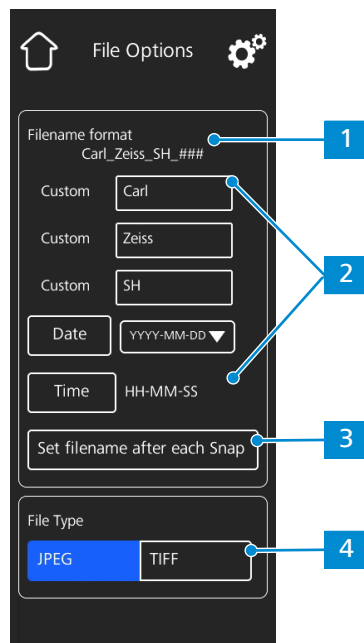 File Options
Filename format
Carl_Zeiss_SH_###
1
Custom Carl
Custom Zeiss
2
Custom SH
Date YYYY-MM-DD
Time HH-MM-SS
Set filename after each Snap
3
File Type
JPEG TIFF
4